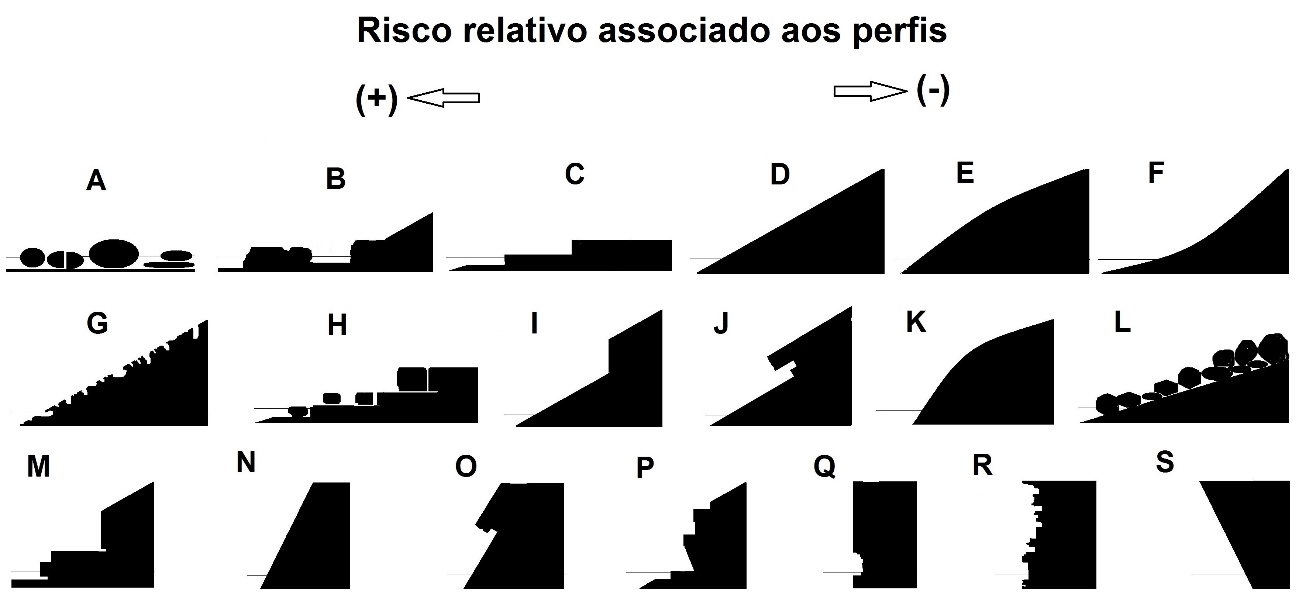 Risco relativo associado aos perfis
(+) (-)
A B C D E F
G H I J K L
M N O P Q R S